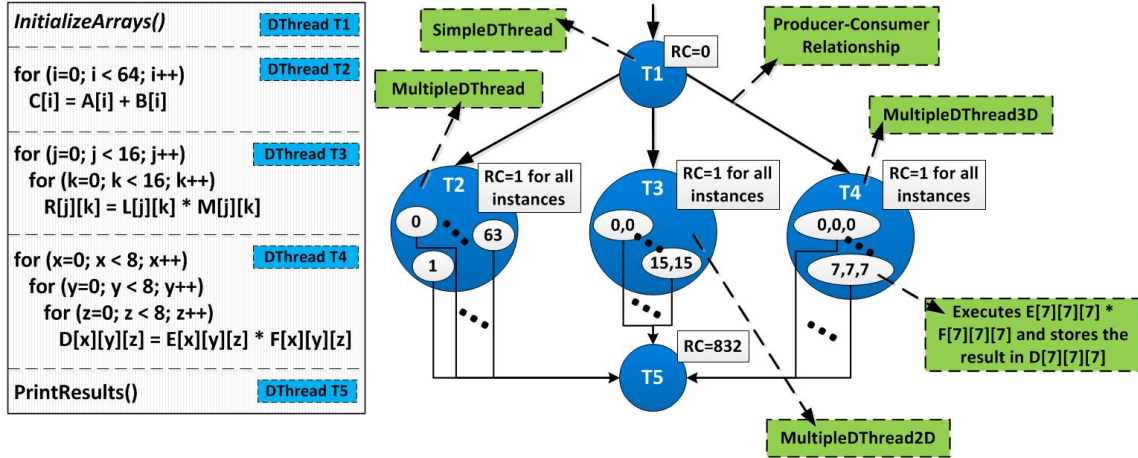 InitializeArrays()
DThread T1
for (i=0; i < 64; i++)
DThread T2
C[i] = A[i] + B[i]
for (j=0; j < 16; j++)
DThread T3
for (k=0; k < 16; k++)
R[j][k] = L[j][k] * M[j][k]
for (x=0; x < 8; x++)
DThread T4
for (y=0; y < 8; y++)
for (z=0; z < 8; z++)
D[x][y][z] = E[x][y][z] * F[x][y][z]
PrintResults()
DThread T5
SimpleDThread
MultipleDThread
T1
RC=0
Producer-Consumer
Relationship
MultipleDThread3D
T2
RC=1 for all
instances
0
63
1
T3
RC=1 for all
instances
0,0
15,15
T4
RC=1 for all
instances
0,0,0
7,7,7
Executes E[7][7][7] *
F[7][7][7] and stores the
result in D[7][7][7]
RC=832
T5
MultipleDThread2D